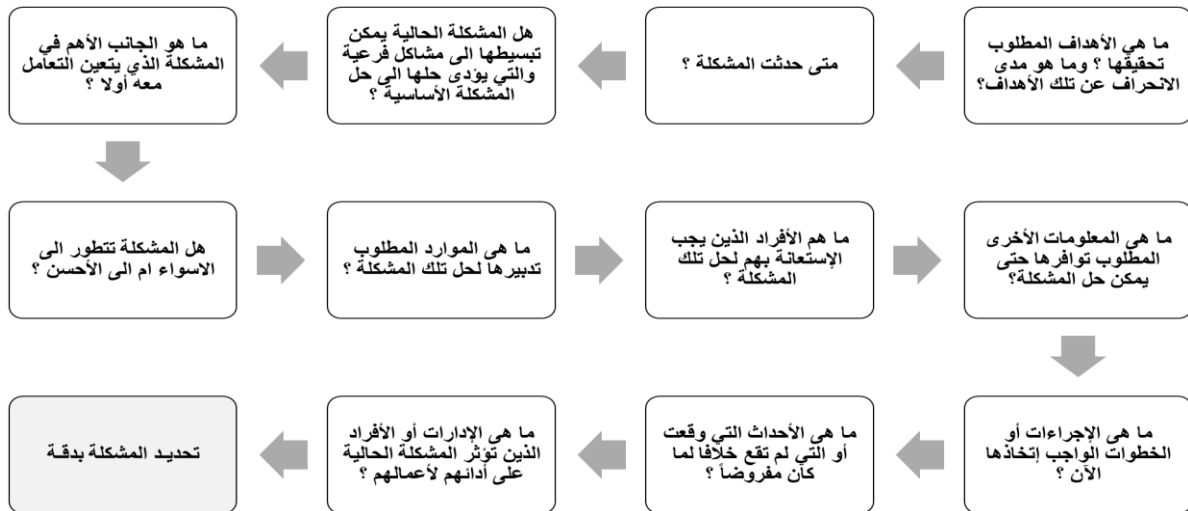 ما هي الأهداف المطلوب
تحقيقها ؟ وما هو مدى
الانحراف عن تلك الأهداف؟
متى حدثت المشكلة ؟
هل المشكلة الحالية يمكن
تبسيطها الى مشاكل فرعية
والتي يؤدى حلها الى حل
المشكلة الأساسية ؟
ما هو الجانب الأهم في
المشكلة الذي يتعين التعامل
معه أولا ؟
هل المشكلة تتطور الى
الاسواء ام الى الأحسن ؟
ما هى الموارد المطلوب
تدبيرها لحل تلك المشكلة ؟
ما هم الأفراد الذين يجب
الإستعانة بهم لحل تلك
المشكلة ؟
ما هى المعلومات الأخرى
المطلوب توافرها حتى
يمكن حل المشكلة؟
ما هى الإجراءات أو
الخطوات الواجب إتخاذها
الآن ؟
ما هى الأحداث التي وقعت
أو التي لم تقع خلافا لما
كان مفروضاً ؟
ما هى الإدارات أو الأفراد
الذين تؤثر المشكلة الحالية
على أدائهم لأعمالهم ؟
تحديـد المشكلة بدقـة